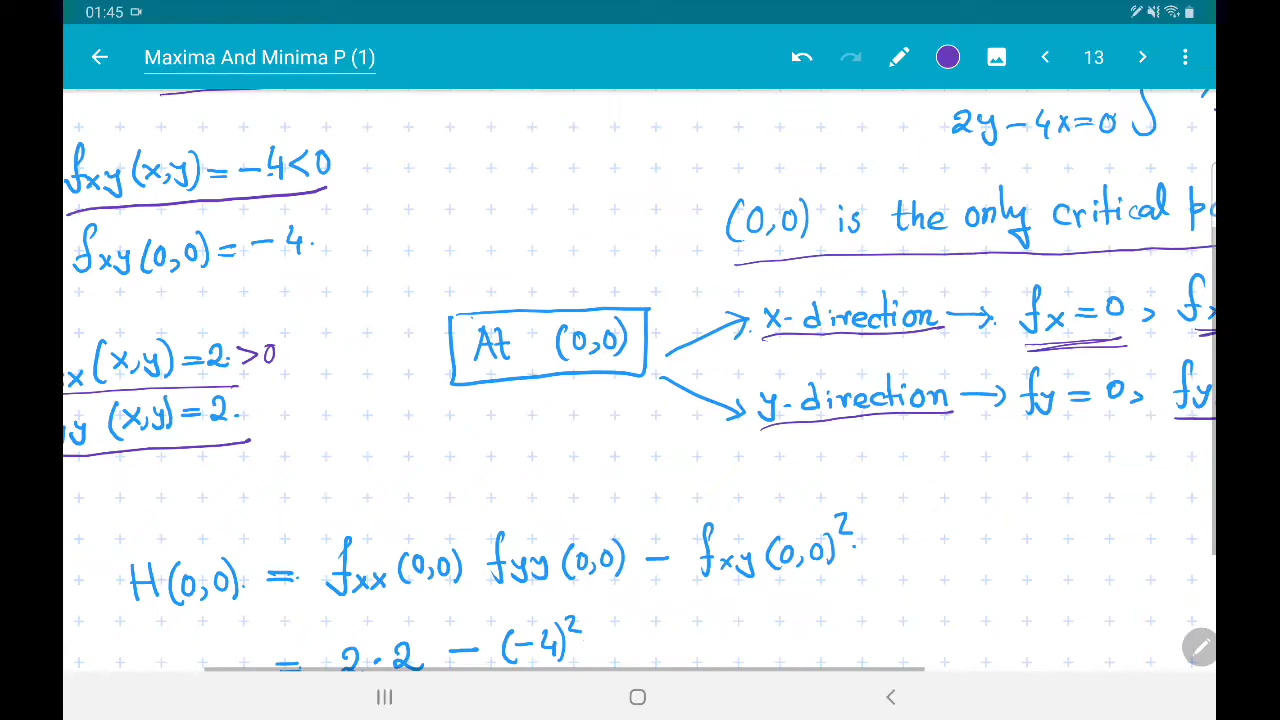 01:45
Maxima And Minima P (1)
13
2y - 4x = 0
fxy (x,y) = -4 < 0
(0,0) is the only critical
fxy (0,0) = -4.
x-direction → fx = 0,
At (0,0)
xx (x,y) = 2. > 0
y-direction → fy = 0, fy
yy (x,y) = 2.
H(0,0) = fxx (0,0) fyy (0,0) - fxy (0,0)²
= 2·2 - (-4)²